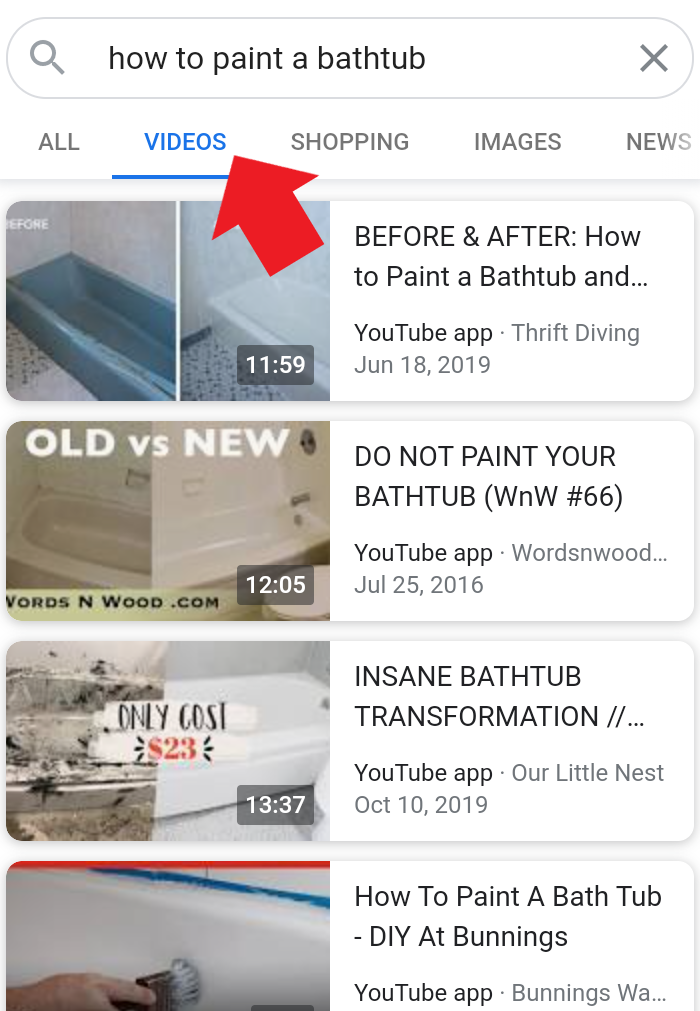 how to paint a bathtub
ALL VIDEOS SHOPPING IMAGES NEWS
BEFORE
11:59
BEFORE & AFTER: How
to Paint a Bathtub and…
YouTube app · Thrift Diving
Jun 18, 2019
OLD vs NEW
WORDS N WOOD .COM
12:05
DO NOT PAINT YOUR
BATHTUB (WnW #66)
YouTube app · Wordsnwood…
Jul 25, 2016
ONLY COST
$23
13:37
INSANE BATHTUB
TRANSFORMATION //…
YouTube app · Our Little Nest
Oct 10, 2019
How To Paint A Bath Tub
- DIY At Bunnings
YouTube app · Bunnings Wa…